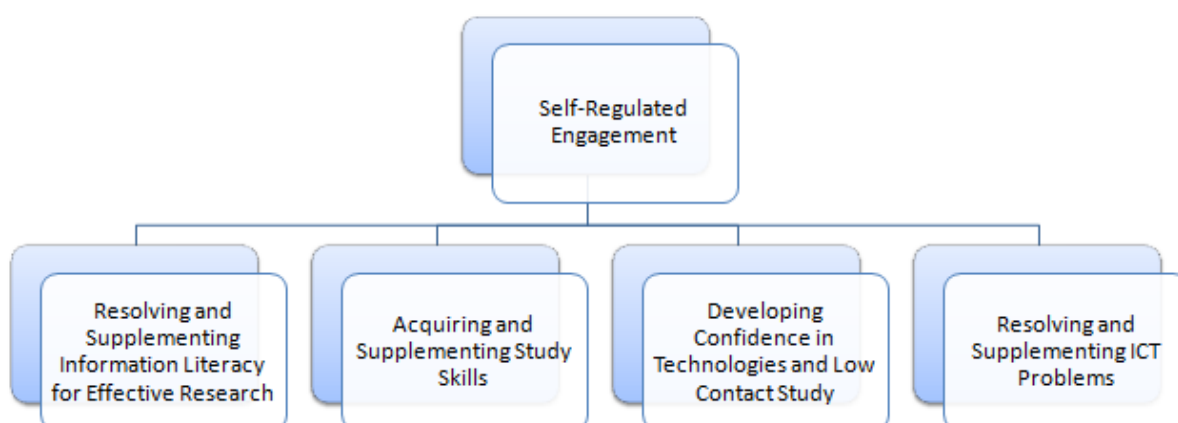 Self-Regulated
Engagement
Resolving and
Supplementing
Information Literacy
for Effective Research
Acquiring and
Supplementing Study
Skills
Developing
Confidence in
Technologies and Low
Contact Study
Resolving and
Supplementing ICT
Problems